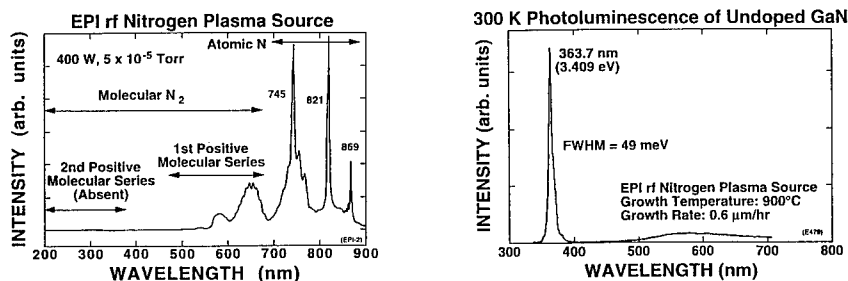 EPI rf Nitrogen Plasma Source
INTENSITY (arb. units)
400 W, 5 x 10-5 Torr
Atomic N
Molecular N2
745
821
869
1st Positive
Molecular Series
2nd Positive
Molecular Series
(Absent)
(EPI-2)
200 300 400 500 600 700 800 900
WAVELENGTH (nm)
300 K Photoluminescence of Undoped GaN
INTENSITY (arb. units)
363.7 nm
(3.409 eV)
FWHM = 49 meV
EPI rf Nitrogen Plasma Source
Growth Temperature: 900°C
Growth Rate: 0.6 μm/hr
(E479)
300 400 500 600 700 800
WAVELENGTH (nm)